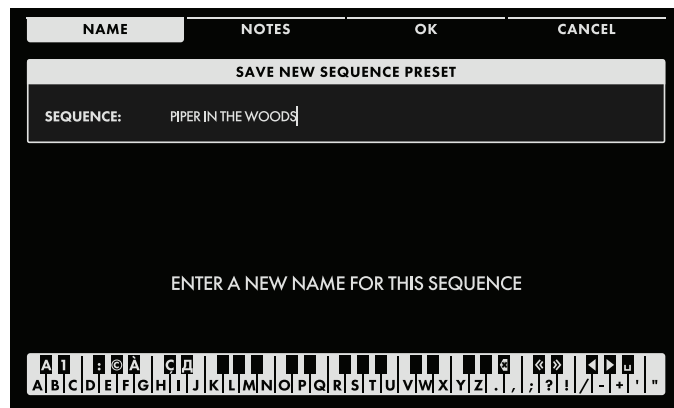 NAME NOTES OK CANCEL
SAVE NEW SEQUENCE PRESET
SEQUENCE: PIPER IN THE WOODS
ENTER A NEW NAME FOR THIS SEQUENCE
A 1 : © À Ç Д « » ◀ ▶ ␣
A B C D E F G H I J K L M N O P Q R S T U V W X Y Z . , ; ? ! / - + ' "